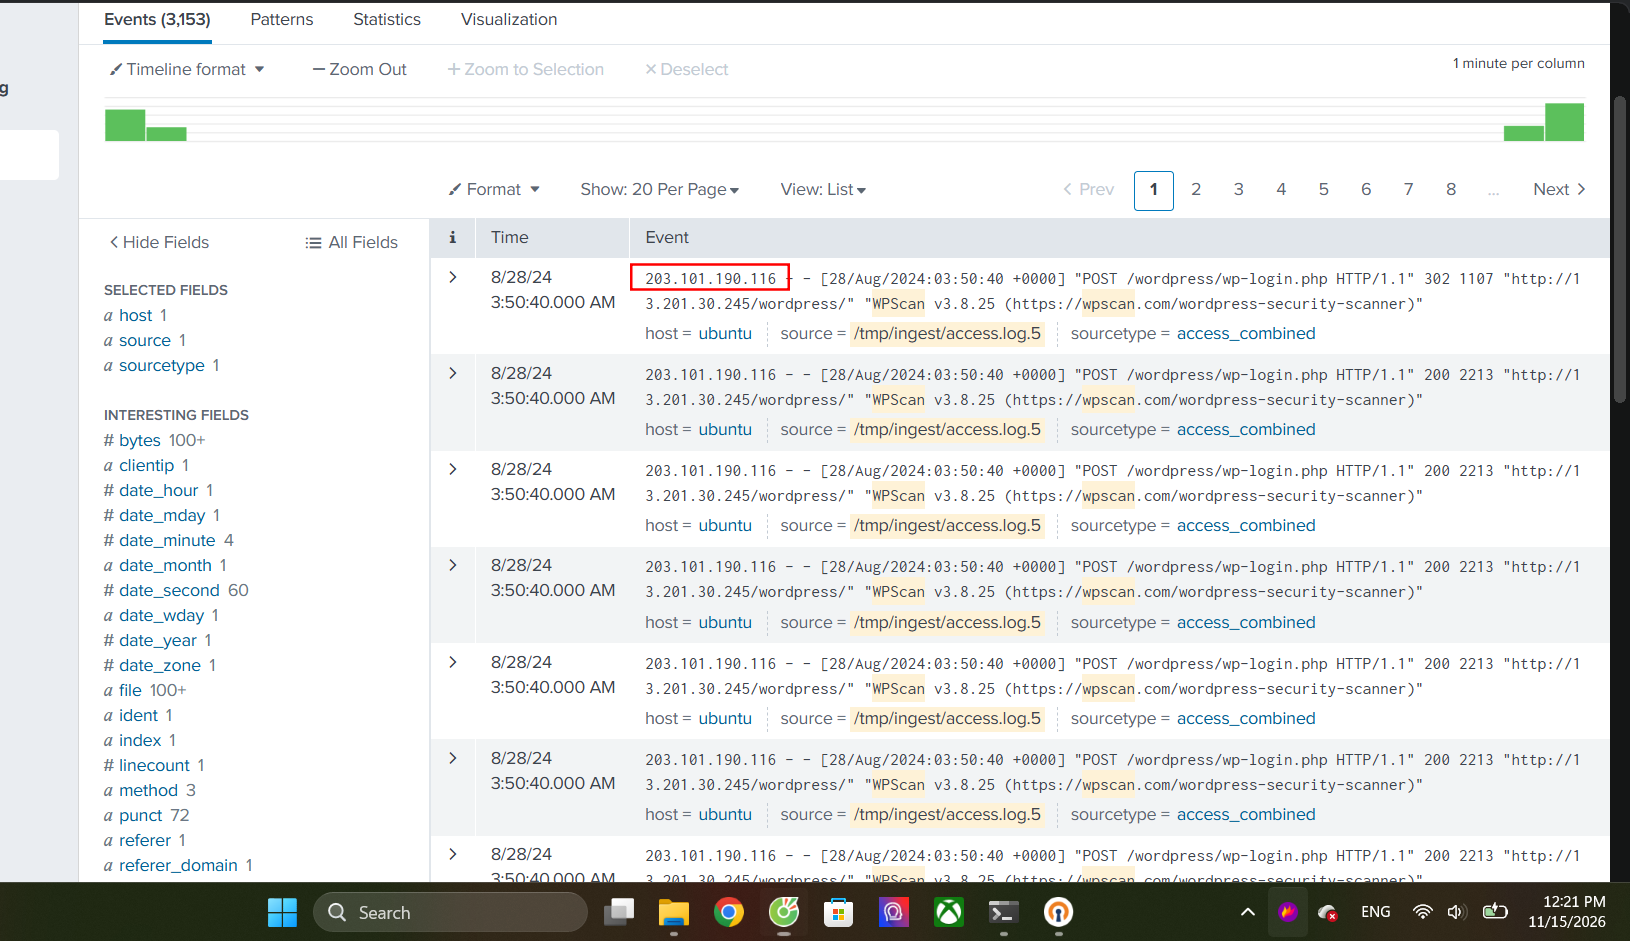 Events (3,153) Patterns Statistics Visualization
Timeline format — Zoom Out + Zoom to Selection × Deselect 1 minute per column
g
Format Show: 20 Per Page View: List < Prev 1 2 3 4 5 6 7 8 ... Next >
< Hide Fields All Fields
SELECTED FIELDS
a host 1
a source 1
a sourcetype 1
INTERESTING FIELDS
# bytes 100+
a clientip 1
# date_hour 1
# date_mday 1
# date_minute 4
a date_month 1
# date_second 60
a date_wday 1
# date_year 1
# date_zone 1
a file 100+
a ident 1
a index 1
# linecount 1
a method 3
a punct 72
a referer 1
a referer_domain 1
i Time Event
> 8/28/24 203.101.190.116 - - [28/Aug/2024:03:50:40 +0000] "POST /wordpress/wp-login.php HTTP/1.1" 302 1107 "http://1
3:50:40.000 AM 3.201.30.245/wordpress/" "WPScan v3.8.25 (https://wpscan.com/wordpress-security-scanner)"
host = ubuntu source = /tmp/ingest/access.log.5 sourcetype = access_combined
> 8/28/24 203.101.190.116 - - [28/Aug/2024:03:50:40 +0000] "POST /wordpress/wp-login.php HTTP/1.1" 200 2213 "http://1
3:50:40.000 AM 3.201.30.245/wordpress/" "WPScan v3.8.25 (https://wpscan.com/wordpress-security-scanner)"
host = ubuntu source = /tmp/ingest/access.log.5 sourcetype = access_combined
> 8/28/24 203.101.190.116 - - [28/Aug/2024:03:50:40 +0000] "POST /wordpress/wp-login.php HTTP/1.1" 200 2213 "http://1
3:50:40.000 AM 3.201.30.245/wordpress/" "WPScan v3.8.25 (https://wpscan.com/wordpress-security-scanner)"
host = ubuntu source = /tmp/ingest/access.log.5 sourcetype = access_combined
> 8/28/24 203.101.190.116 - - [28/Aug/2024:03:50:40 +0000] "POST /wordpress/wp-login.php HTTP/1.1" 200 2213 "http://1
3:50:40.000 AM 3.201.30.245/wordpress/" "WPScan v3.8.25 (https://wpscan.com/wordpress-security-scanner)"
host = ubuntu source = /tmp/ingest/access.log.5 sourcetype = access_combined
> 8/28/24 203.101.190.116 - - [28/Aug/2024:03:50:40 +0000] "POST /wordpress/wp-login.php HTTP/1.1" 200 2213 "http://1
3:50:40.000 AM 3.201.30.245/wordpress/" "WPScan v3.8.25 (https://wpscan.com/wordpress-security-scanner)"
host = ubuntu source = /tmp/ingest/access.log.5 sourcetype = access_combined
> 8/28/24 203.101.190.116 - - [28/Aug/2024:03:50:40 +0000] "POST /wordpress/wp-login.php HTTP/1.1" 200 2213 "http://1
3:50:40.000 AM 3.201.30.245/wordpress/" "WPScan v3.8.25 (https://wpscan.com/wordpress-security-scanner)"
host = ubuntu source = /tmp/ingest/access.log.5 sourcetype = access_combined
> 8/28/24 203.101.190.116 - - [28/Aug/2024:03:50:40 +0000] "POST /wordpress/wp-login.php HTTP/1.1" 200 2213 "http://1
3:50:40.000 AM 3.201.30.245/wordpress/" "WPScan v3.8.25 (https://wpscan.com/wordpress-security-scanner)"
Search ENG 12:21 PM
11/15/2026